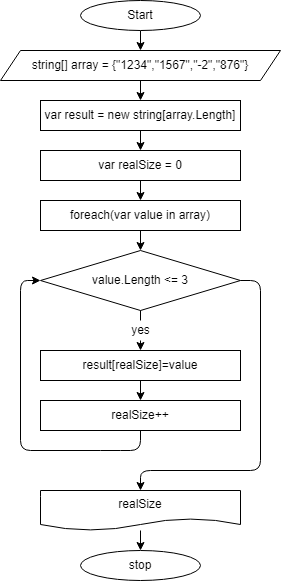 Start
string[] array = {"1234","1567","-2","876"}
var result = new string[array.Length]
var realSize = 0
foreach(var value in array)
value.Length <= 3
yes
result[realSize]=value
realSize++
realSize
stop